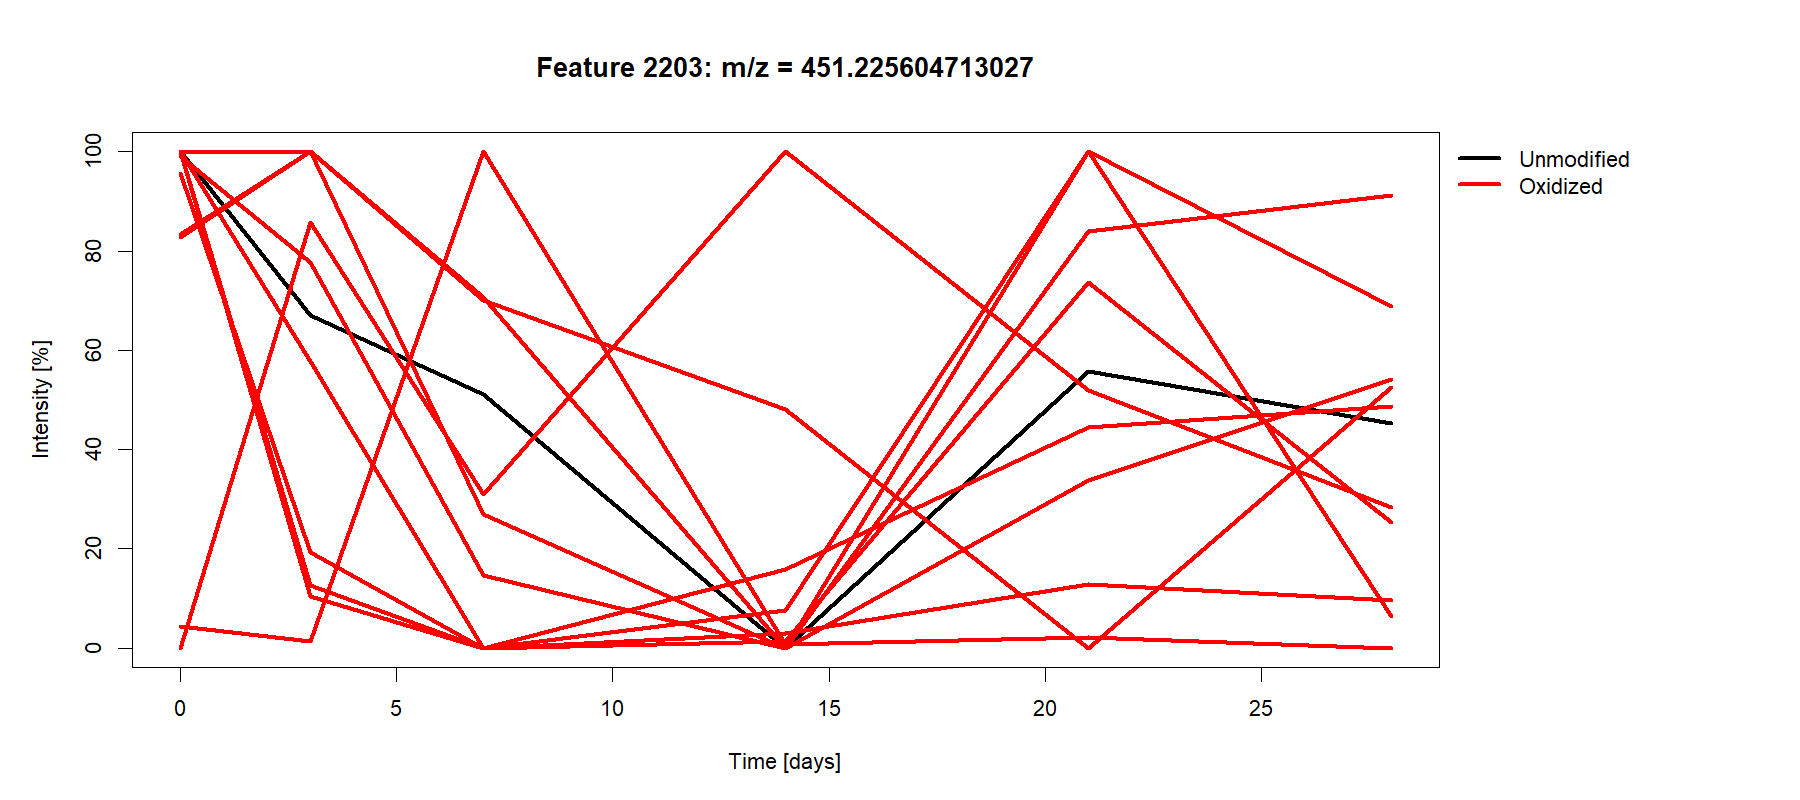 Feature 2203: m/z = 451.225604713027
Unmodified
Oxidized
Intensity [%]
100
80
60
40
20
0
0 5 10 15 20 25
Time [days]